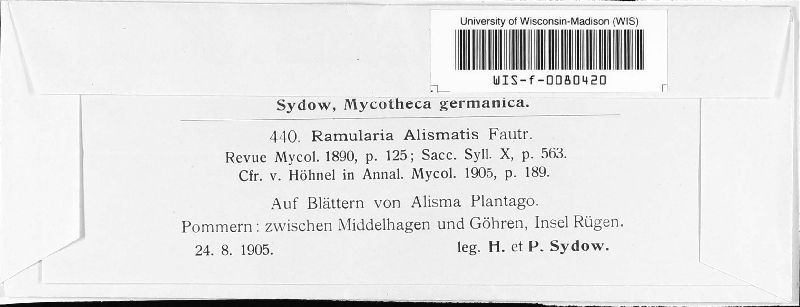 University of Wisconsin-Madison (WIS)
WIS-f-0080420
Sydow, Mycotheca germanica.
440. Ramularia Alismatis Fautr.
Revue Mycol. 1890, p. 125; Sacc. Syll. X, p. 563.
Cfr. v. Höhnel in Annal. Mycol. 1905, p. 189.
Auf Blättern von Alisma Plantago.
Pommern: zwischen Middelhagen und Göhren, Insel Rügen.
24. 8. 1905. leg. H. et P. Sydow.